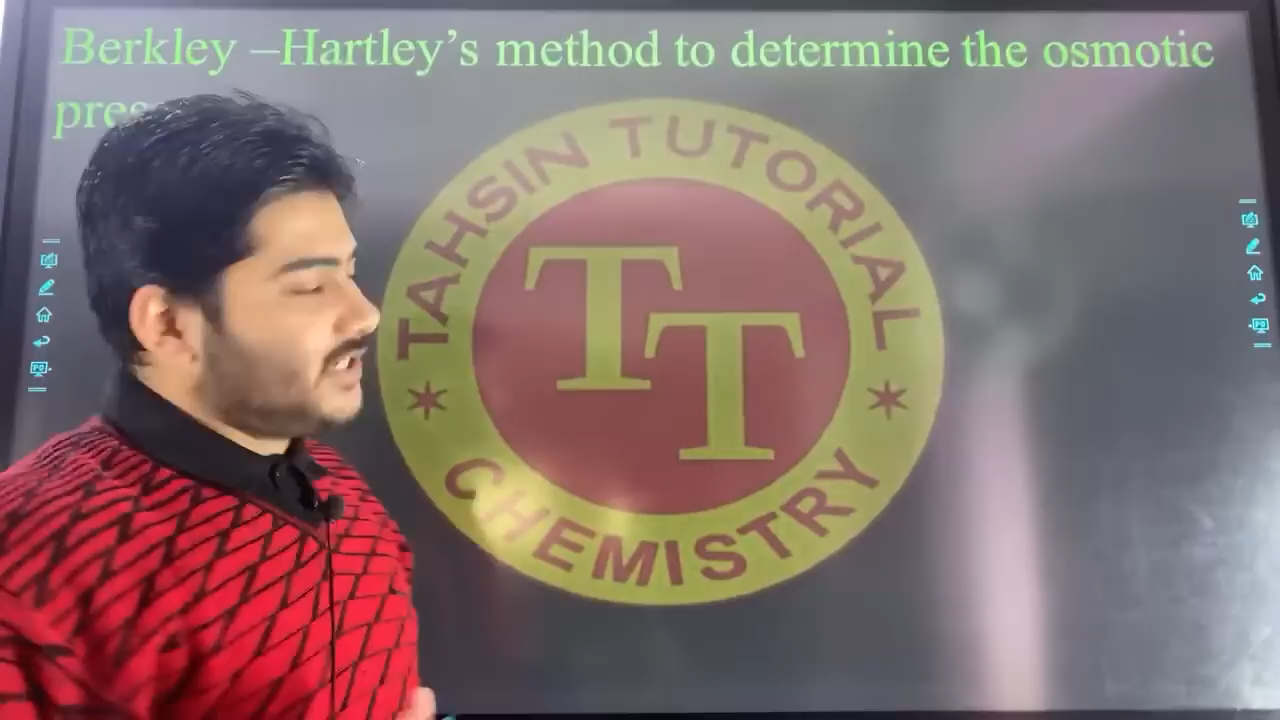 Berkley –Hartley’s method to determine the osmotic
TAHSIN TUTORIAL
TT
CHEMISTRY